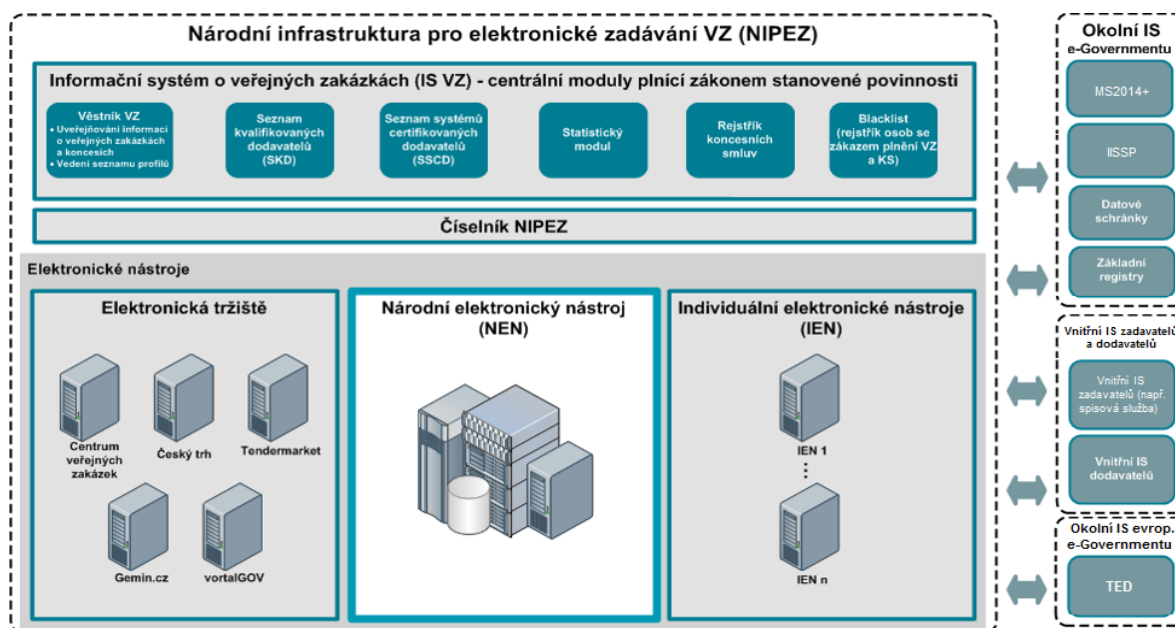 Národní infrastruktura pro elektronické zadávání VZ (NIPEZ)
Informační systém o veřejných zakázkách (IS VZ) - centrální moduly plnící zákonem stanovené povinnosti
Věstník VZ
• Uveřejňování informací
o veřejných zakázkách
a koncesích
• Vedení seznamu profilů
Seznam
kvalifikovaných
dodavatelů
(SKD)
Seznam systémů
certifikovaných
dodavatelů
(SSCD)
Statistický
modul
Rejstřík
koncesních
smluv
Blacklist
(rejstřík osob se
zákazem plnění VZ
a KS)
Číselník NIPEZ
Elektronické nástroje
Elektronická tržiště
Centrum
veřejných
zakázek
Český trh
Tendermarket
Gemin.cz
vortalGOV
Národní elektronický nástroj
(NEN)
Individuální elektronické nástroje
(IEN)
IEN 1
⋮
IEN n
Okolní IS
e-Governmentu
MS2014+
IISSP
Datové
schránky
Základní
registry
Vnitřní IS zadavatelů
a dodavatelů
Vnitřní IS
zadavatelů (např.
spisová služba)
Vnitřní IS
dodavatelů
Okolní IS evrop.
e-Governmentu
TED